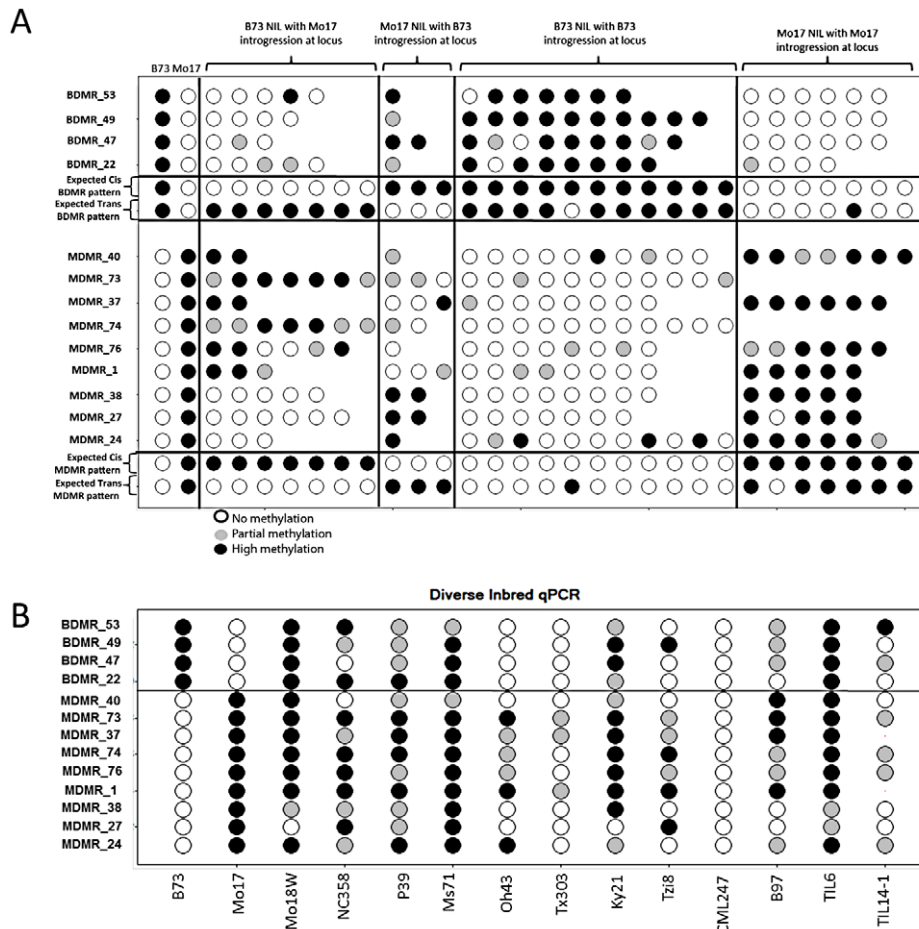 A
B73 NIL with Mo17
introgression at locus
Mo17 NIL with B73
introgression at locus
B73 NIL with B73
introgression at locus
Mo17 NIL with Mo17
introgression at locus
B73 Mo17
BDMR_53
BDMR_49
BDMR_47
BDMR_22
Expected Cis
BDMR pattern
Expected Trans
BDMR pattern
MDMR_40
MDMR_73
MDMR_37
MDMR_74
MDMR_76
MDMR_1
MDMR_38
MDMR_27
MDMR_24
Expected Cis
MDMR pattern
Expected Trans
MDMR pattern
No methylation
Partial methylation
High methylation
B
Diverse Inbred qPCR
BDMR_53
BDMR_49
BDMR_47
BDMR_22
MDMR_40
MDMR_73
MDMR_37
MDMR_74
MDMR_76
MDMR_1
MDMR_38
MDMR_27
MDMR_24
B73
Mo17
Mo18W
NC358
P39
Ms71
Oh43
Tx303
Ky21
Tzi8
CML247
B97
TIL6
TIL14-1